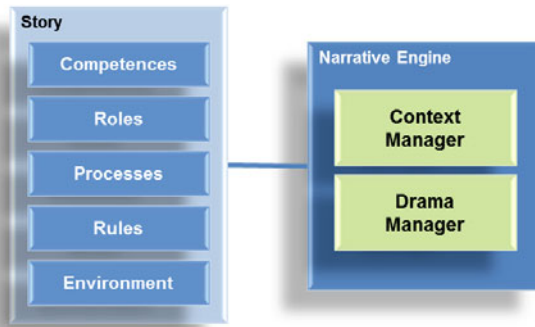 Story
Competences
Roles
Processes
Rules
Environment
Narrative Engine
Context
Manager
Drama
Manager